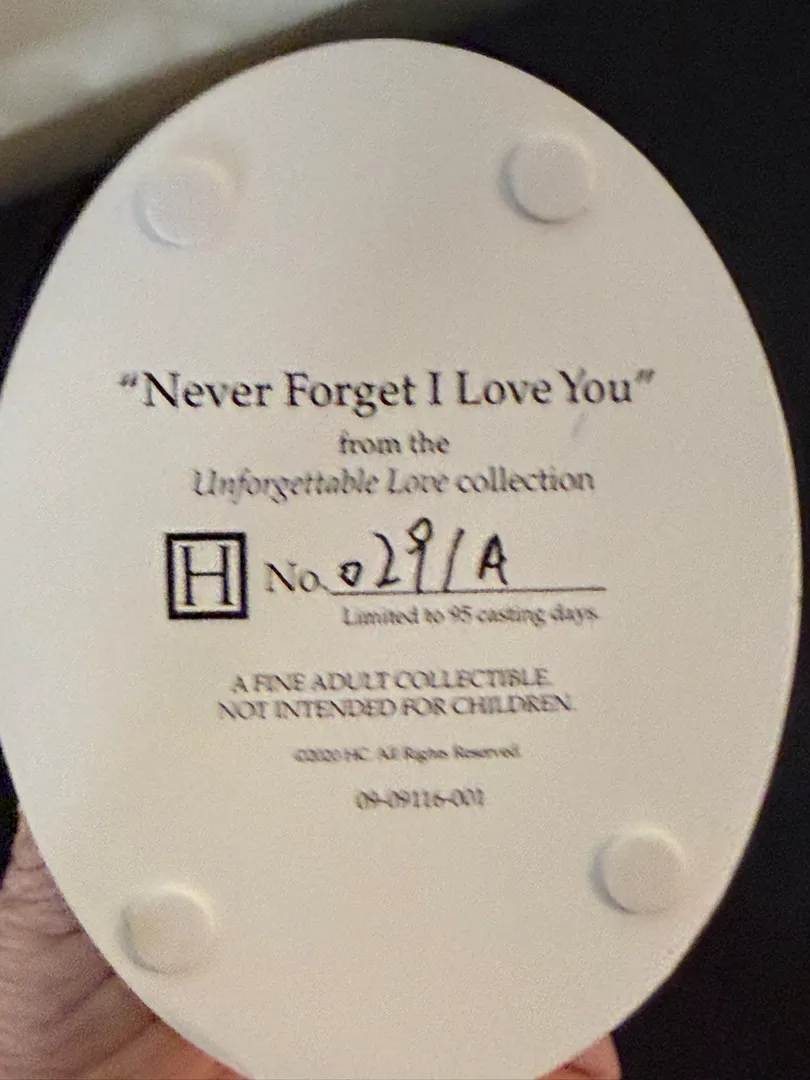 “Never Forget I Love You”
from the
Unforgettable Love collection
H No. 029/A
Limited to 95 casting days.
A FINE ADULT COLLECTIBLE.
NOT INTENDED FOR CHILDREN.
©2020 HC. All Rights Reserved.
09-09116-001